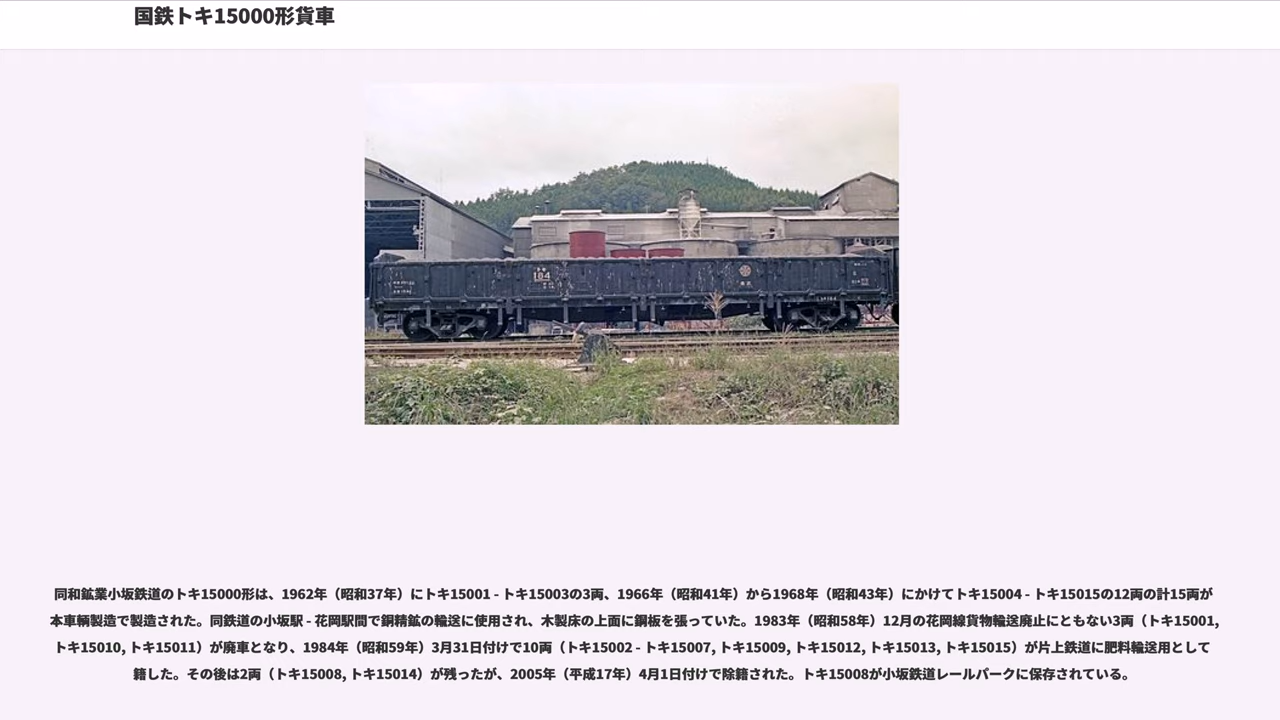 国鉄トキ15000形貨車
184
同和鉱業小坂鉄道のトキ15000形は、1962年（昭和37年）にトキ15001 - トキ15003の3両、1966年（昭和41年）から1968年（昭和43年）にかけてトキ15004 - トキ15015の12両の計15両が
本車輌製造で製造された。同鉄道の小坂駅 - 花岡駅間で銅精鉱の輸送に使用され、木製床の上面に鋼板を張っていた。1983年（昭和58年）12月の花岡線貨物輸送廃止にともない3両（トキ15001,
トキ15010, トキ15011）が廃車となり、1984年（昭和59年）3月31日付けで10両（トキ15002 - トキ15007, トキ15009, トキ15012, トキ15013, トキ15015）が片上鉄道に肥料輸送用として
籍した。その後は2両（トキ15008, トキ15014）が残ったが、2005年（平成17年）4月1日付けで除籍された。トキ15008が小坂鉄道レールパークに保存されている。